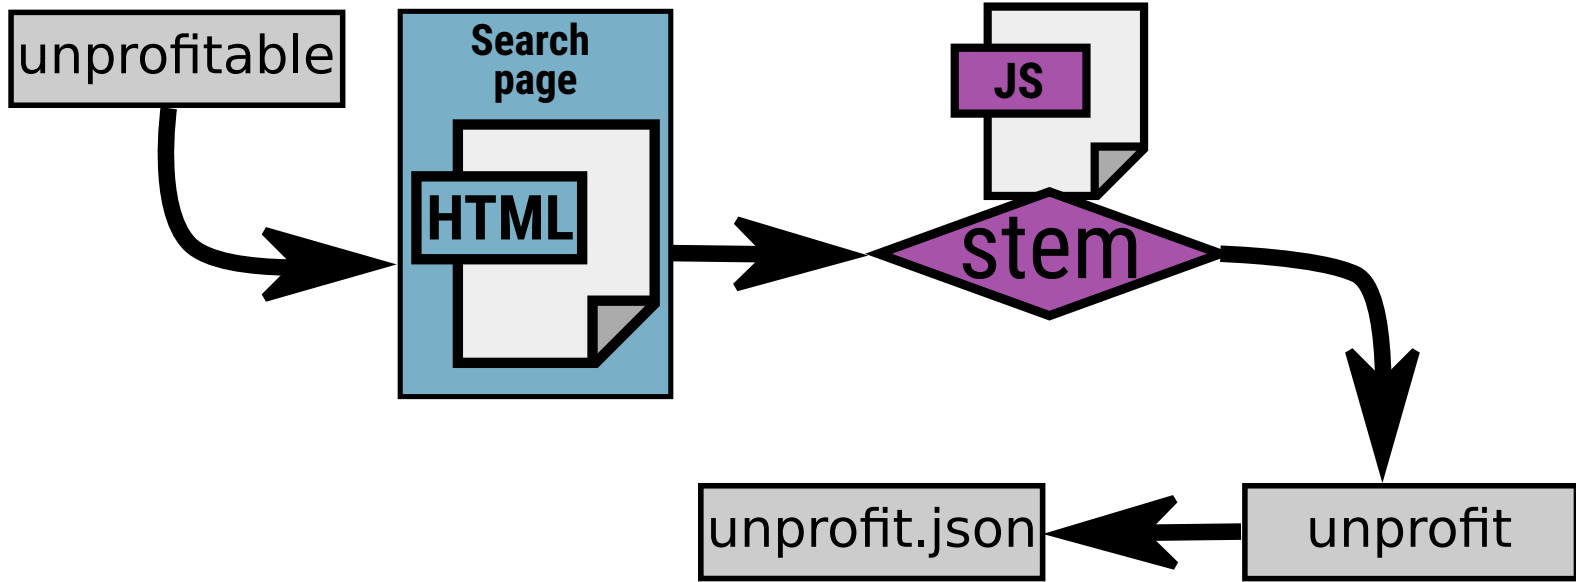 unprofitable
Search
page
HTML
JS
stem
unprofit
unprofit.json